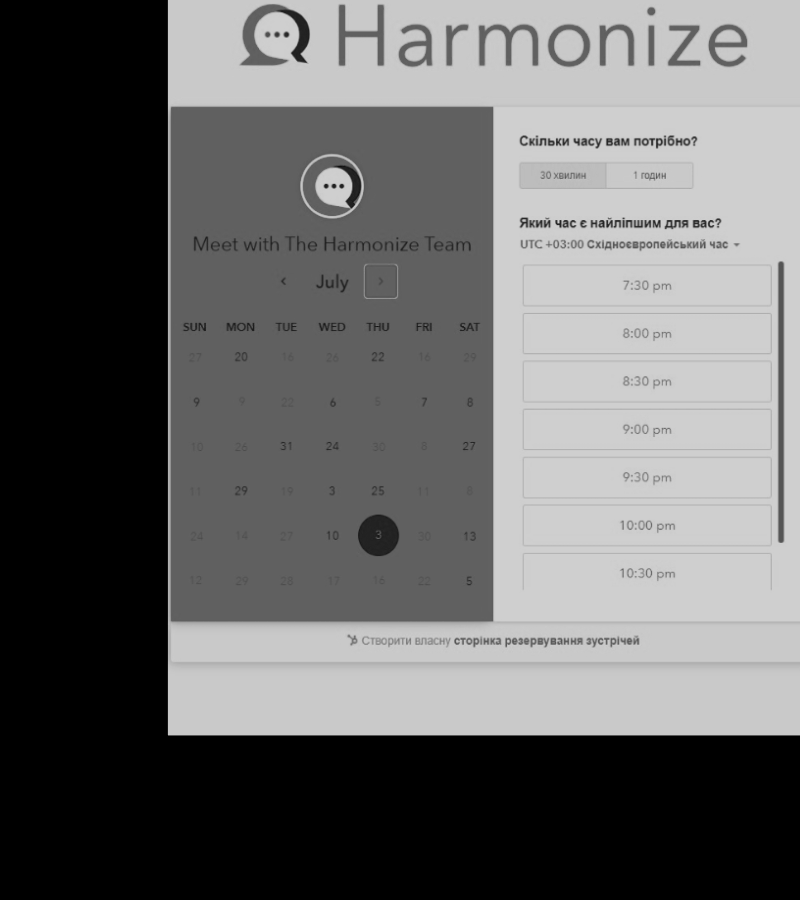 Harmonize
Meet with The Harmonize Team
‹ July ›
SUN MON TUE WED THU FRI SAT
27 20 16 26 22 16 29
9 9 22 6 5 7 8
10 26 31 24 30 6 27
11 29 19 3 25 11 6
24 14 27 10 3 30 13
12 29 28 17 16 22 5
Скільки часу вам потрібно?
30 хвилин 1 годин
Який час є найліпшим для вас?
UTC +03:00 Східноєвропейський час
7:30 pm
8:00 pm
8:30 pm
9:00 pm
9:30 pm
10:00 pm
10:30 pm
Створити власну сторінка резервування зустрічей